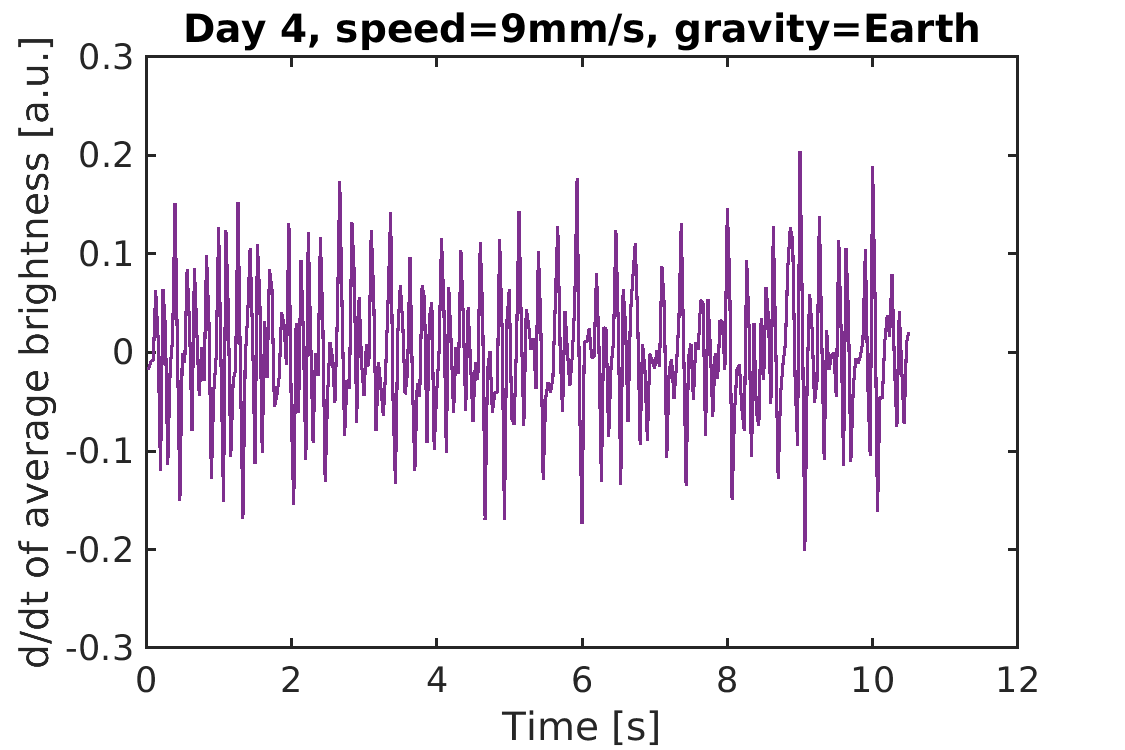 Day 4, speed=9mm/s, gravity=Earth
d/dt of average brightness [a.u.]
0.3
0.2
0.1
0
-0.1
-0.2
-0.3
0 2 4 6 8 10 12
Time [s]